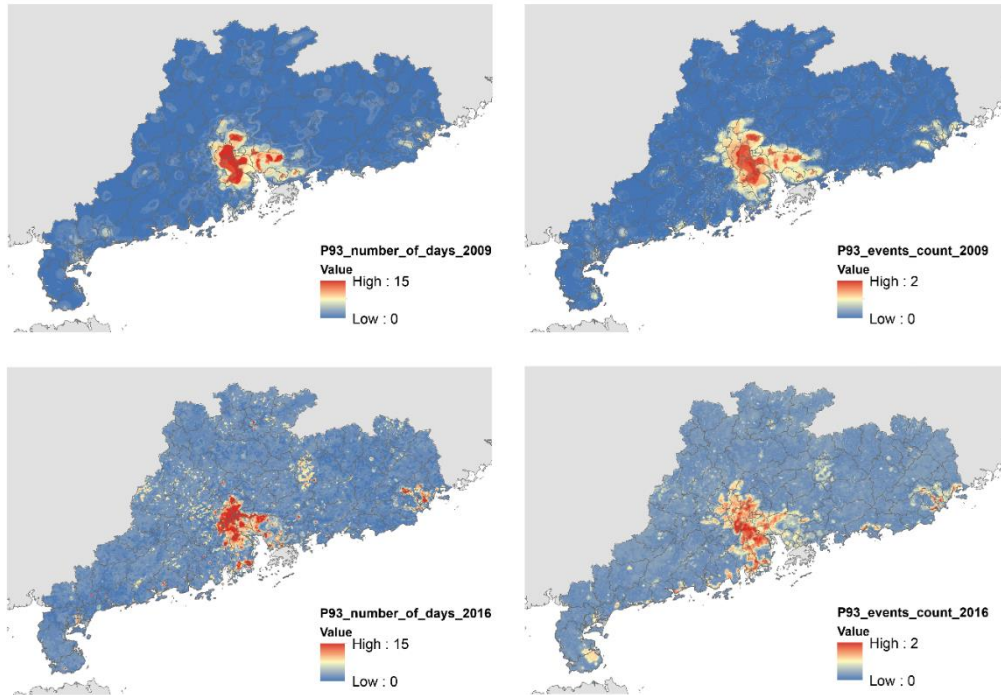 P93_number_of_days_2009
Value
High : 15
Low : 0
P93_events_count_2009
Value
High : 2
Low : 0
P93_number_of_days_2016
Value
High : 15
Low : 0
P93_events_count_2016
Value
High : 2
Low : 0